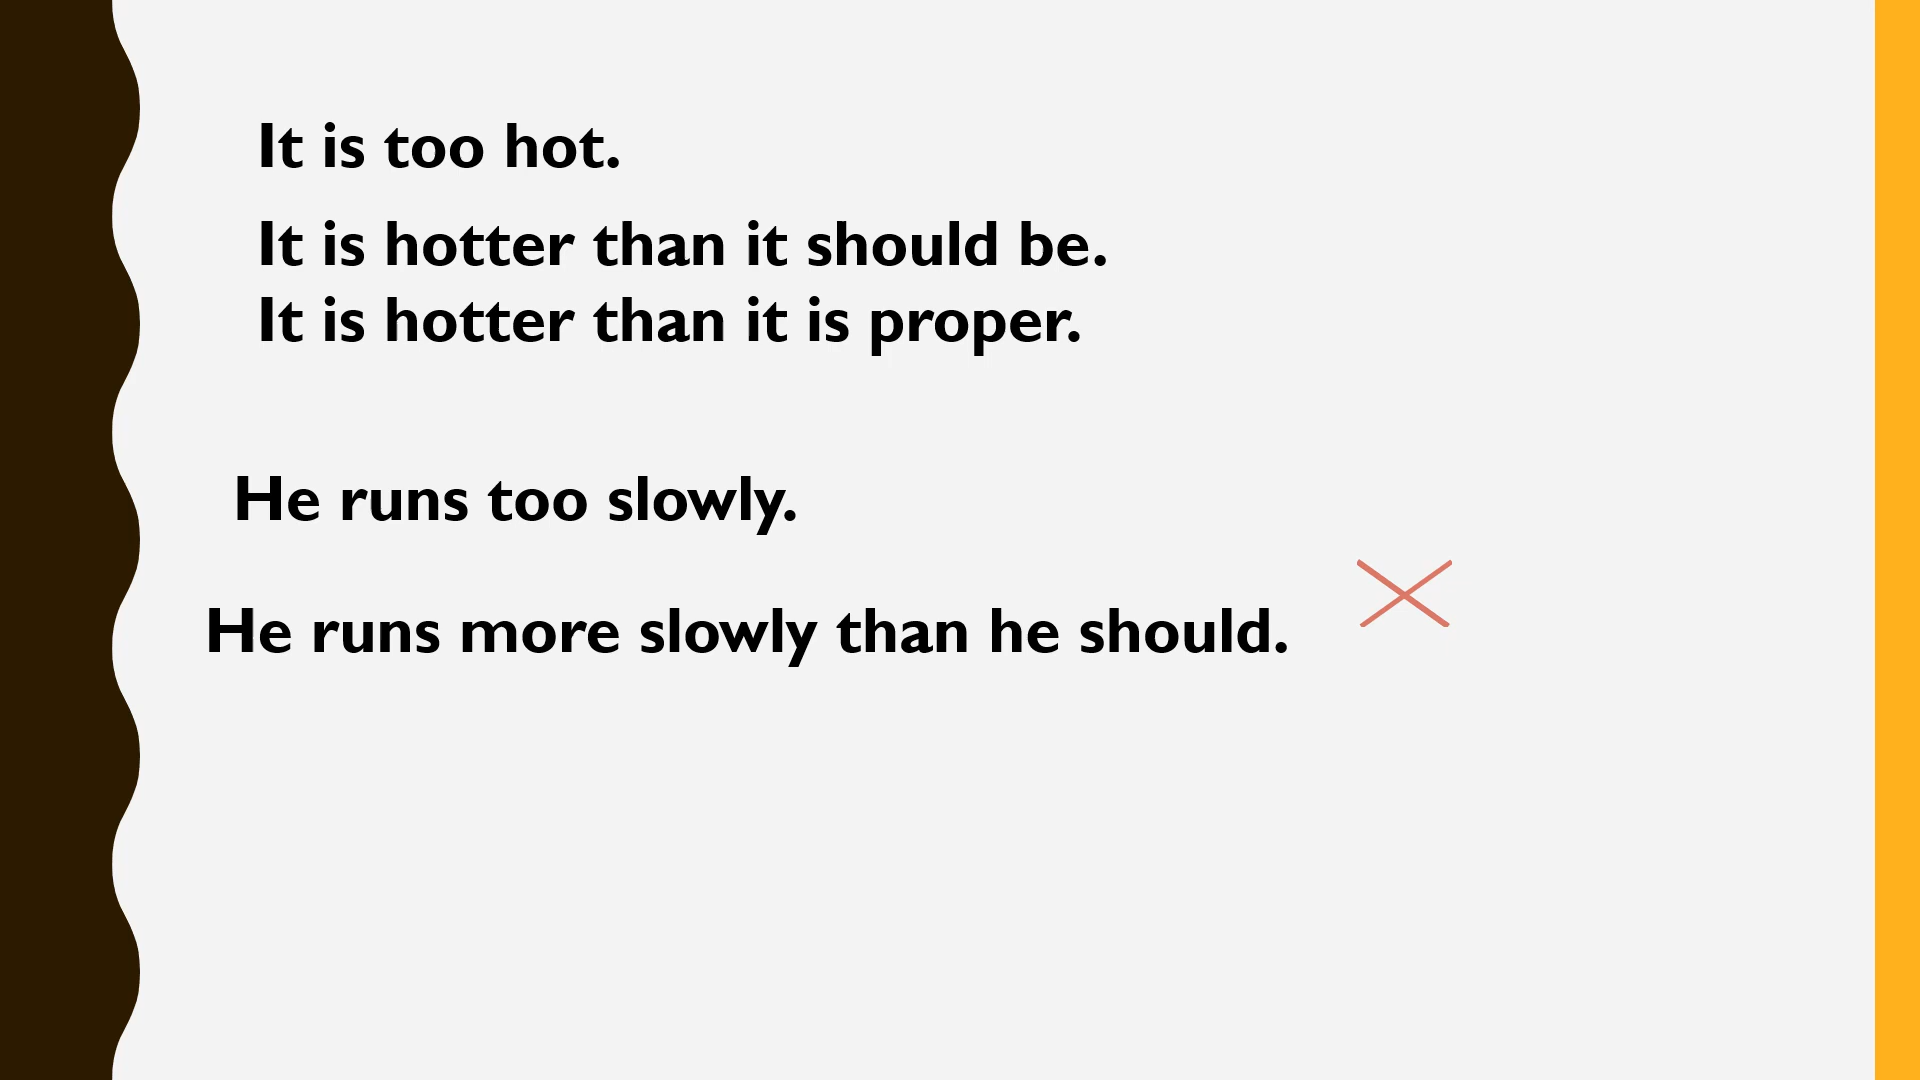 It is too hot.
It is hotter than it should be.
It is hotter than it is proper.
He runs too slowly.
He runs more slowly than he should.